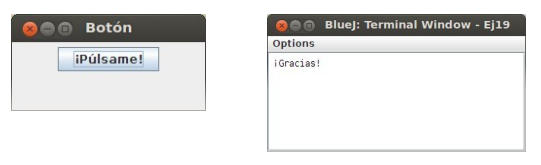 Botón
¡Púlsame!
BlueJ: Terminal Window - Ej19
Options
¡Gracias!